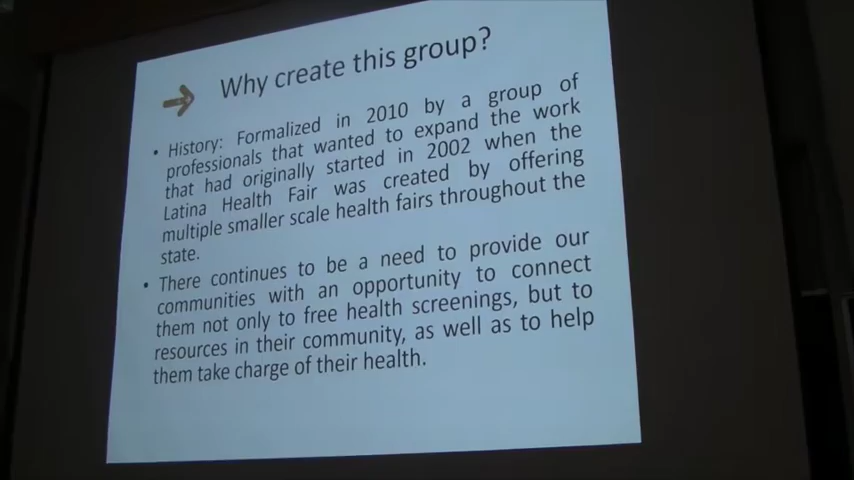 Why create this group?
• History: Formalized in 2010 by a group of
professionals that wanted to expand the work
that had originally started in 2002 when the
Latina Health Fair was created by offering
multiple smaller scale health fairs throughout the
state.
• There continues to be a need to provide our
communities with an opportunity to connect
them not only to free health screenings, but to
resources in their community, as well as to help
them take charge of their health.